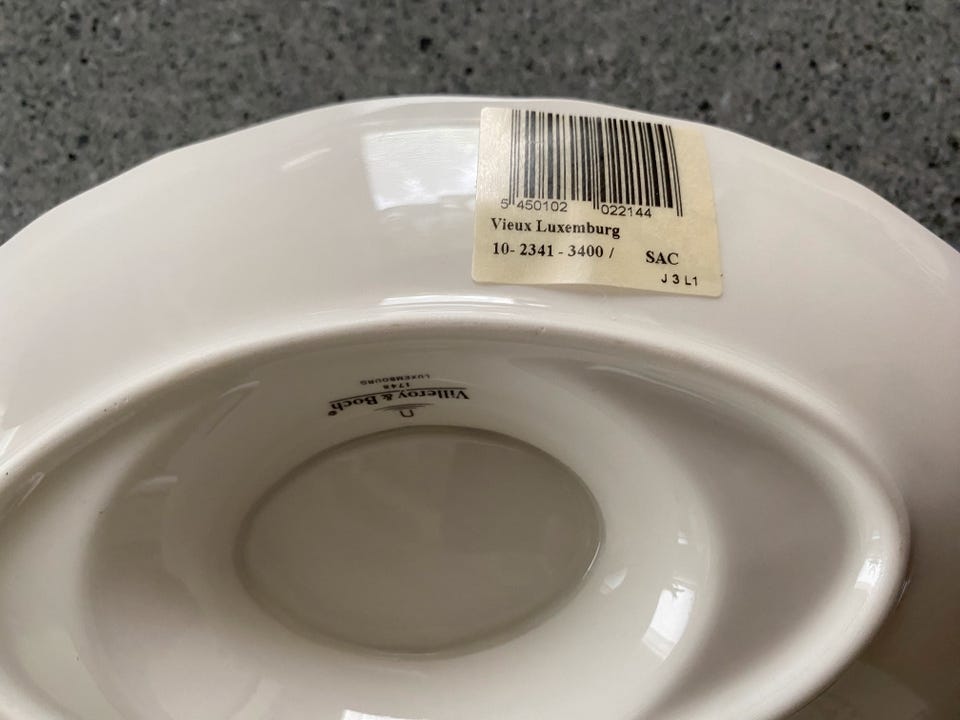 5 450102 022144
Vieux Luxemburg
10- 2341 - 3400 / SAC
J 3 L1
Villeroy & Boch®
1748
LUXEMBOURG